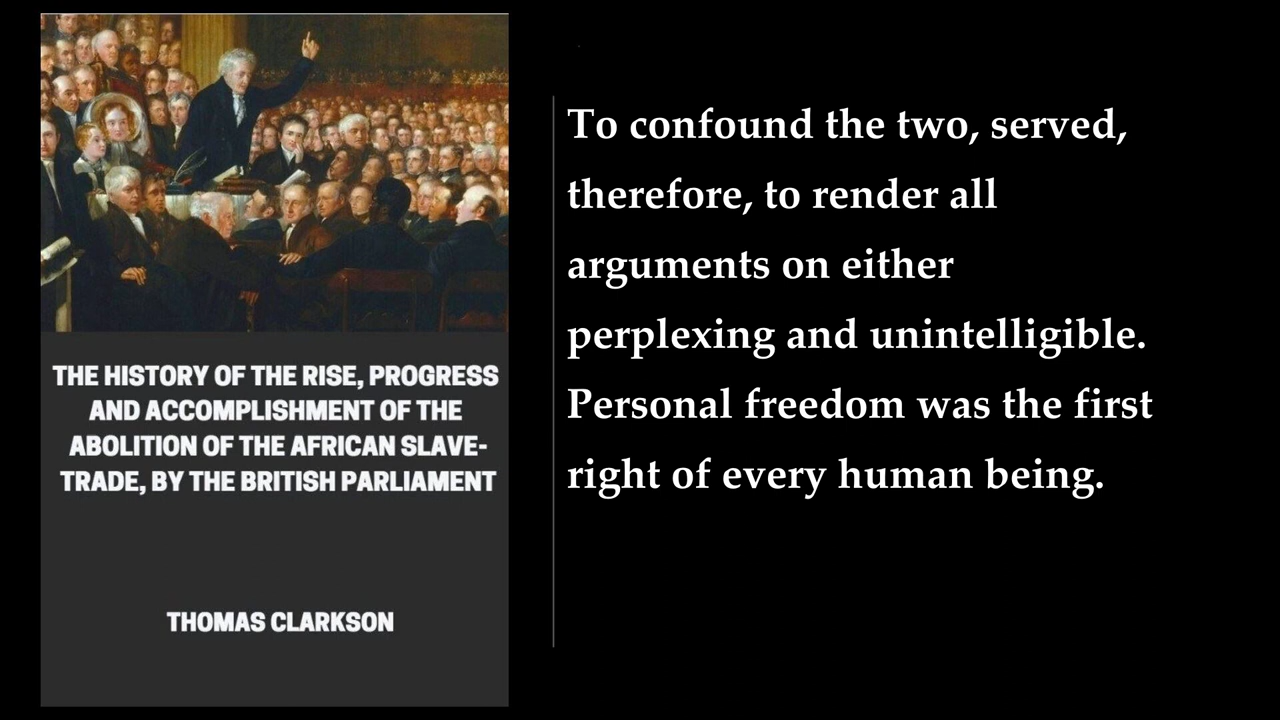 THE HISTORY OF THE RISE, PROGRESS
AND ACCOMPLISHMENT OF THE
ABOLITION OF THE AFRICAN SLAVE-
TRADE, BY THE BRITISH PARLIAMENT
THOMAS CLARKSON
To confound the two, served,
therefore, to render all
arguments on either
perplexing and unintelligible.
Personal freedom was the first
right of every human being.